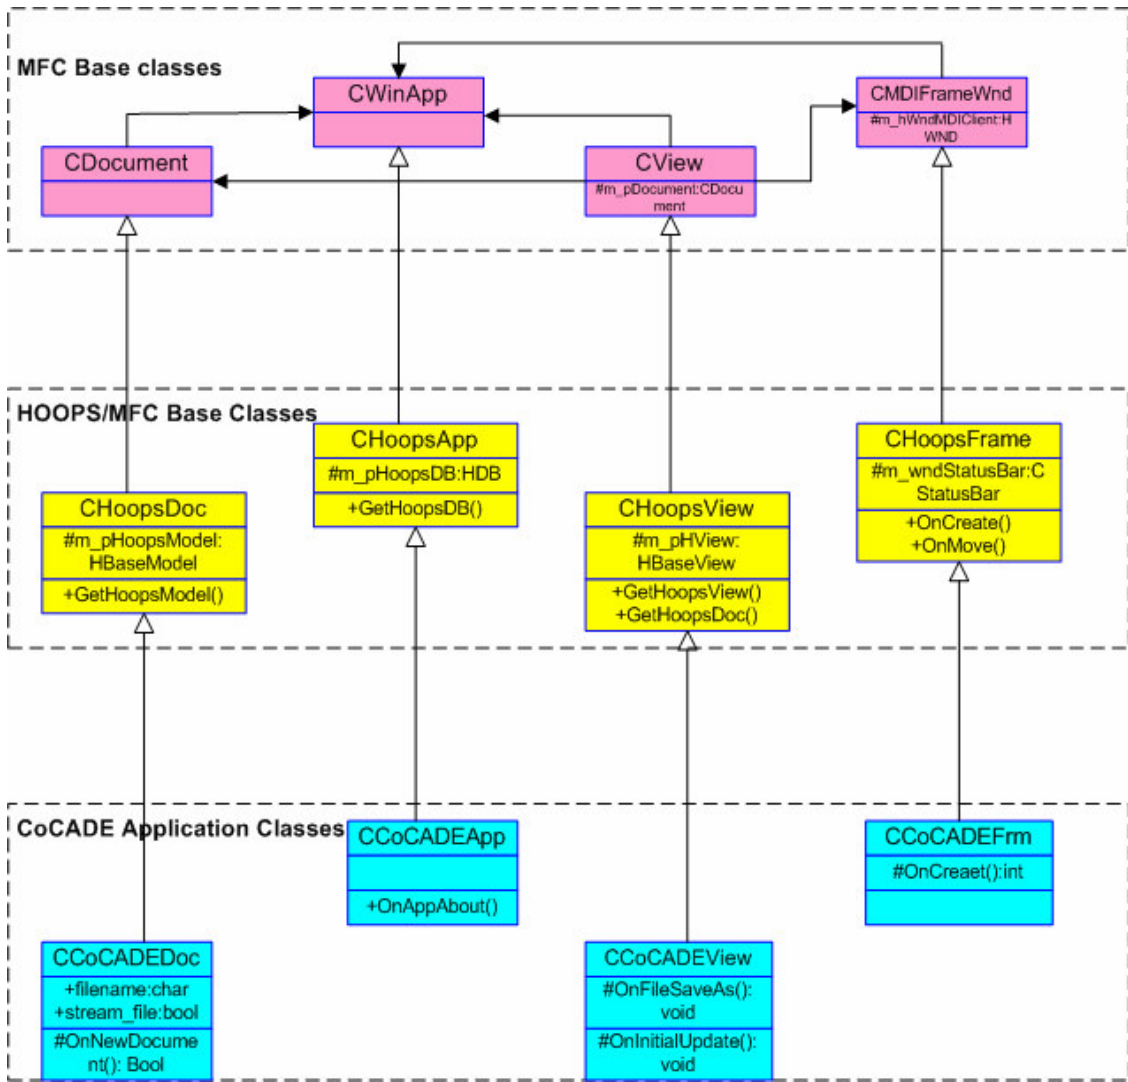 MFC Base classes
CWinApp
CMDIFrameWnd
#m_hWndMDIClient:H
WND
CDocument
CView
#m_pDocument:CDocu
ment
HOOPS/MFC Base Classes
CHoopsApp
#m_pHoopsDB:HDB
+GetHoopsDB()
CHoopsFrame
#m_wndStatusBar:C
StatusBar
+OnCreate()
+OnMove()
CHoopsDoc
#m_pHoopsModel:
HBaseModel
+GetHoopsModel()
CHoopsView
#m_pHView:
HBaseView
+GetHoopsView()
+GetHoopsDoc()
CoCADE Application Classes
CCoCADEApp
+OnAppAbout()
CCoCADEFrm
#OnCreaet():int
CCoCADEDoc
+filename:char
+stream_file:bool
#OnNewDocume
nt(): Bool
CCoCADEView
#OnFileSaveAs():
void
#OnInitialUpdate():
void